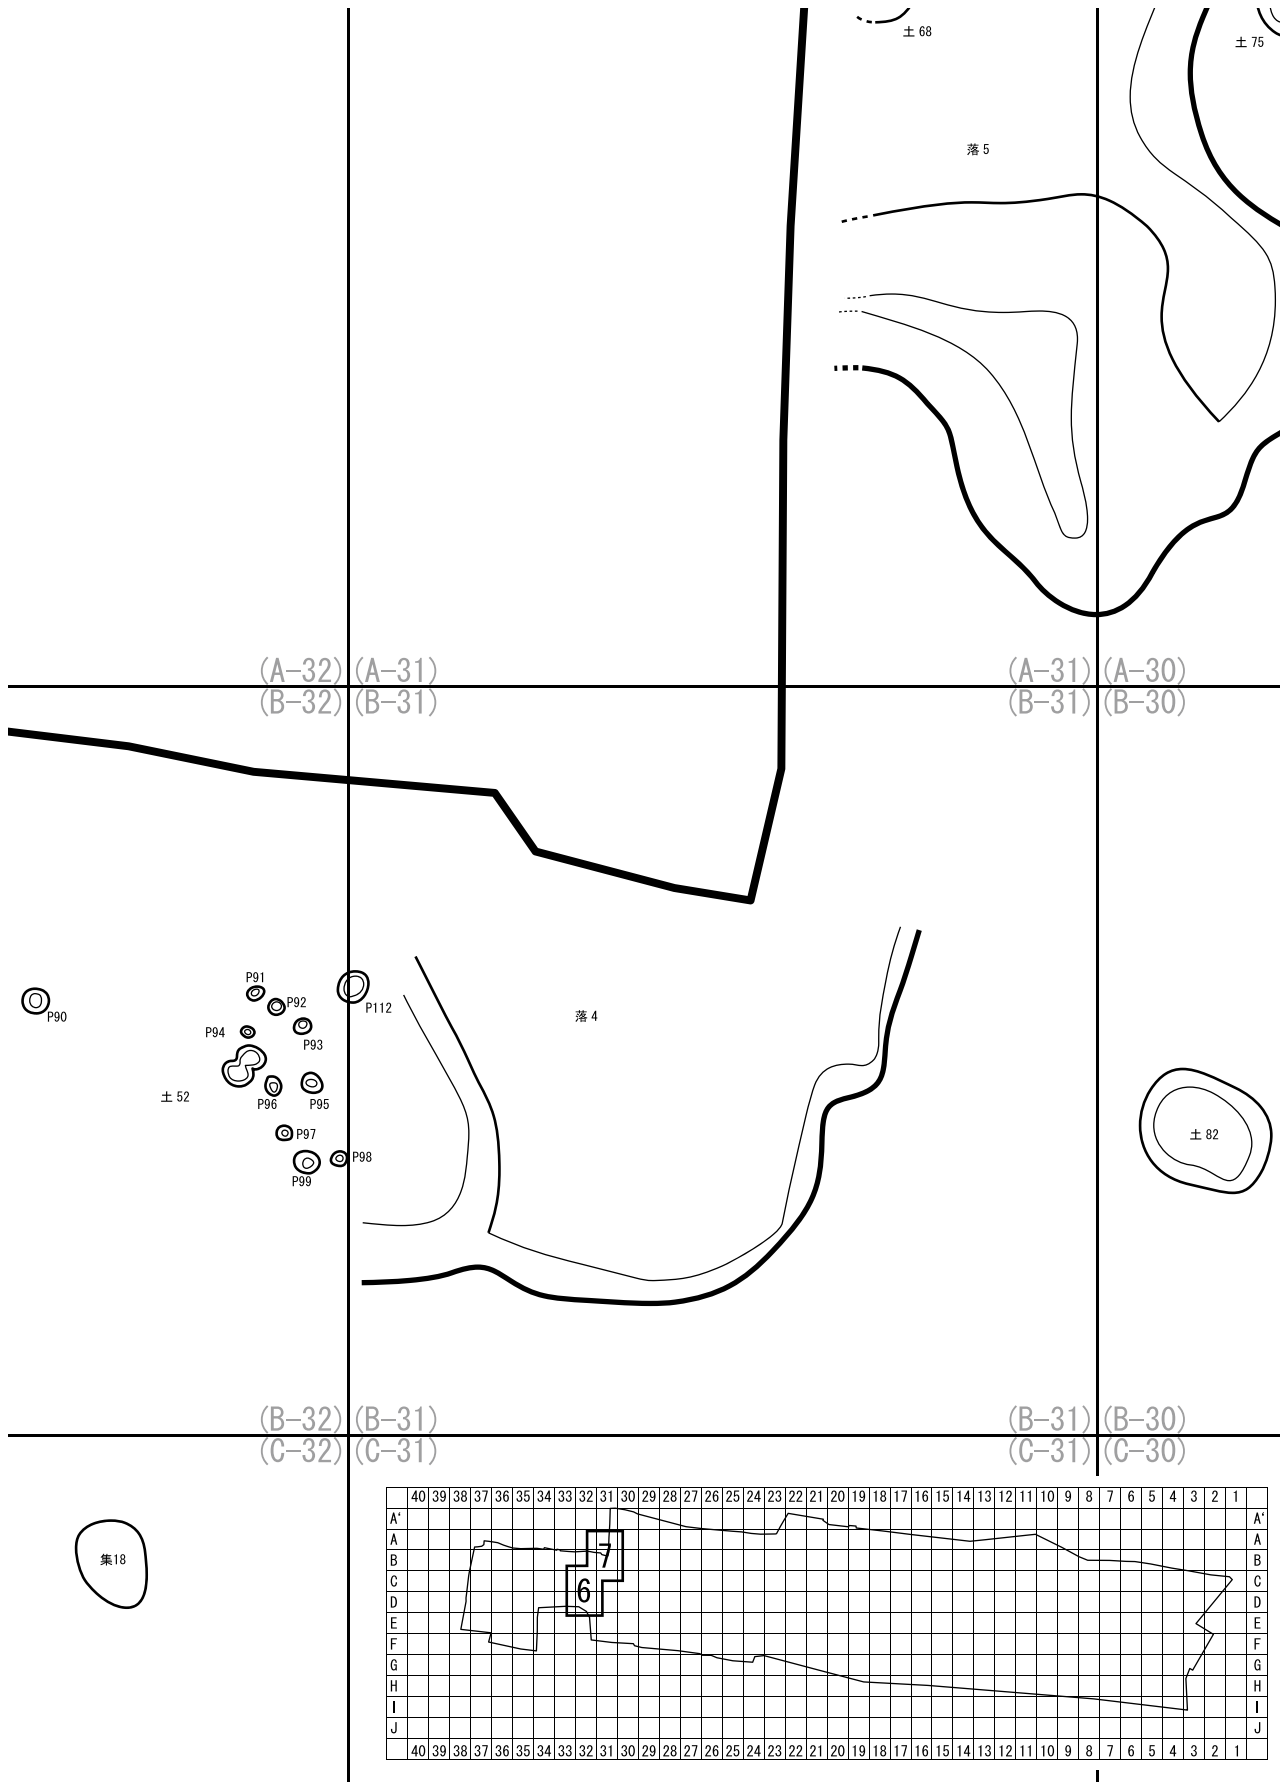 土 68
土 75
落 5
(A-32) (A-31)
(A-31) (A-30)
(B-32) (B-31)
(B-31) (B-30)
P91
P92
P90
P112
落 4
P94
P93
土 52
P96
P95
土 82
P97
P98
P99
(B-32) (B-31)
(B-31) (B-30)
(C-32) (C-31)
(C-31) (C-30)
集18
40 39 38 37 36 35 34 33 32 31 30 29 28 27 26 25 24 23 22 21 20 19 18 17 16 15 14 13 12 11 10 9 8 7 6 5 4 3 2 1
A' A'
A A
7
B B
C C
6
D D
E E
F F
G G
H H
I I
J J
40 39 38 37 36 35 34 33 32 31 30 29 28 27 26 25 24 23 22 21 20 19 18 17 16 15 14 13 12 11 10 9 8 7 6 5 4 3 2 1